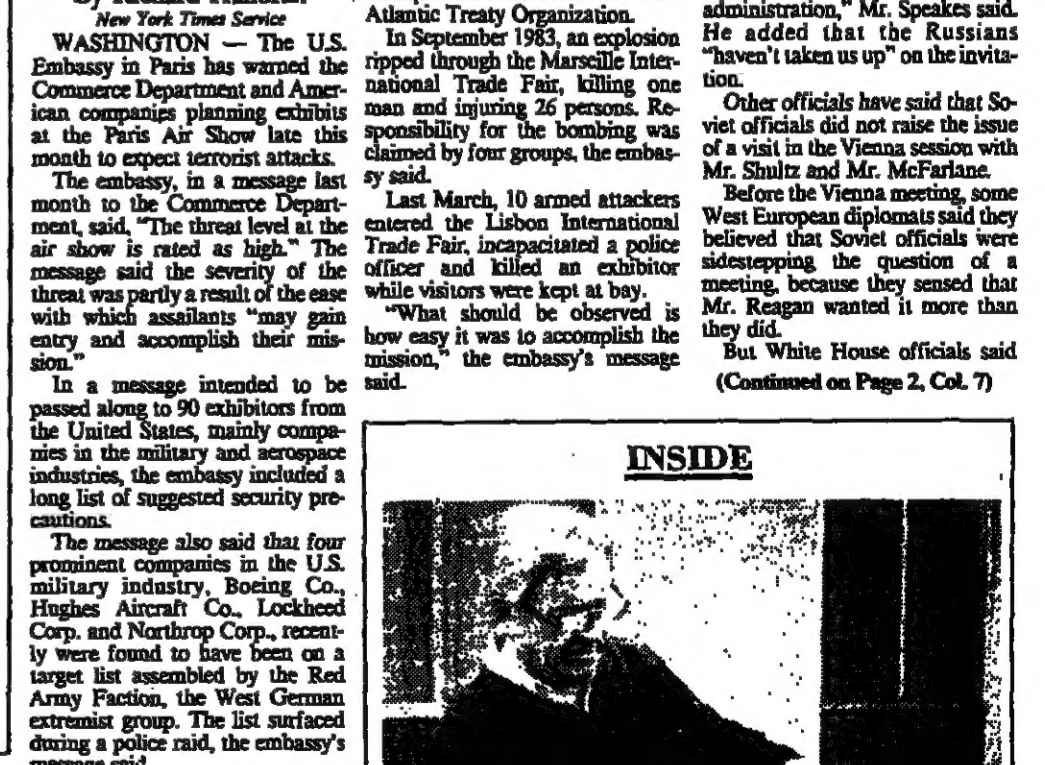 New York Times Service
WASHINGTON — The U.S.
Embassy in Paris has warned the
Commerce Department and Amer-
ican companies planning exhibits
at the Paris Air Show late this
month to expect terrorist attacks.
The embassy, in a message last
month to the Commerce Depart-
ment, said, "The threat level at the
air show is rated as high." The
message said the severity of the
threat was partly a result of the ease
with which assailants "may gain
entry and accomplish their mis-
sion."
In a message intended to be
passed along to 90 exhibitors from
the United States, mainly compa-
nies in the military and aerospace
industries, the embassy included a
long list of suggested security pre-
cautions.
The message also said that four
prominent companies in the U.S.
military industry, Boeing Co.,
Hughes Aircraft Co., Lockheed
Corp. and Northrop Corp., recent-
ly were found to have been on a
target list assembled by the Red
Army Faction, the West German
extremist group. The list surfaced
during a police raid, the embassy's
message said.
Atlantic Treaty Organization.
In September 1983, an explosion
ripped through the Marseille Inter-
national Trade Fair, killing one
man and injuring 26 persons. Re-
sponsibility for the bombing was
claimed by four groups, the embas-
sy said.
Last March, 10 armed attackers
entered the Lisbon International
Trade Fair, incapacitated a police
officer and killed an exhibitor
while visitors were kept at bay.
"What should be observed is
how easy it was to accomplish the
mission," the embassy's message
said.
administration," Mr. Speakes said.
He added that the Russians
"haven't taken us up" on the invita-
tion.
Other officials have said that So-
viet officials did not raise the issue
of a visit in the Vienna session with
Mr. Shultz and Mr. McFarlane.
Before the Vienna meeting, some
West European diplomats said they
believed that Soviet officials were
sidestepping the question of a
meeting, because they sensed that
Mr. Reagan wanted it more than
they did.
But White House officials said
(Continued on Page 2, Col. 7)
INSIDE